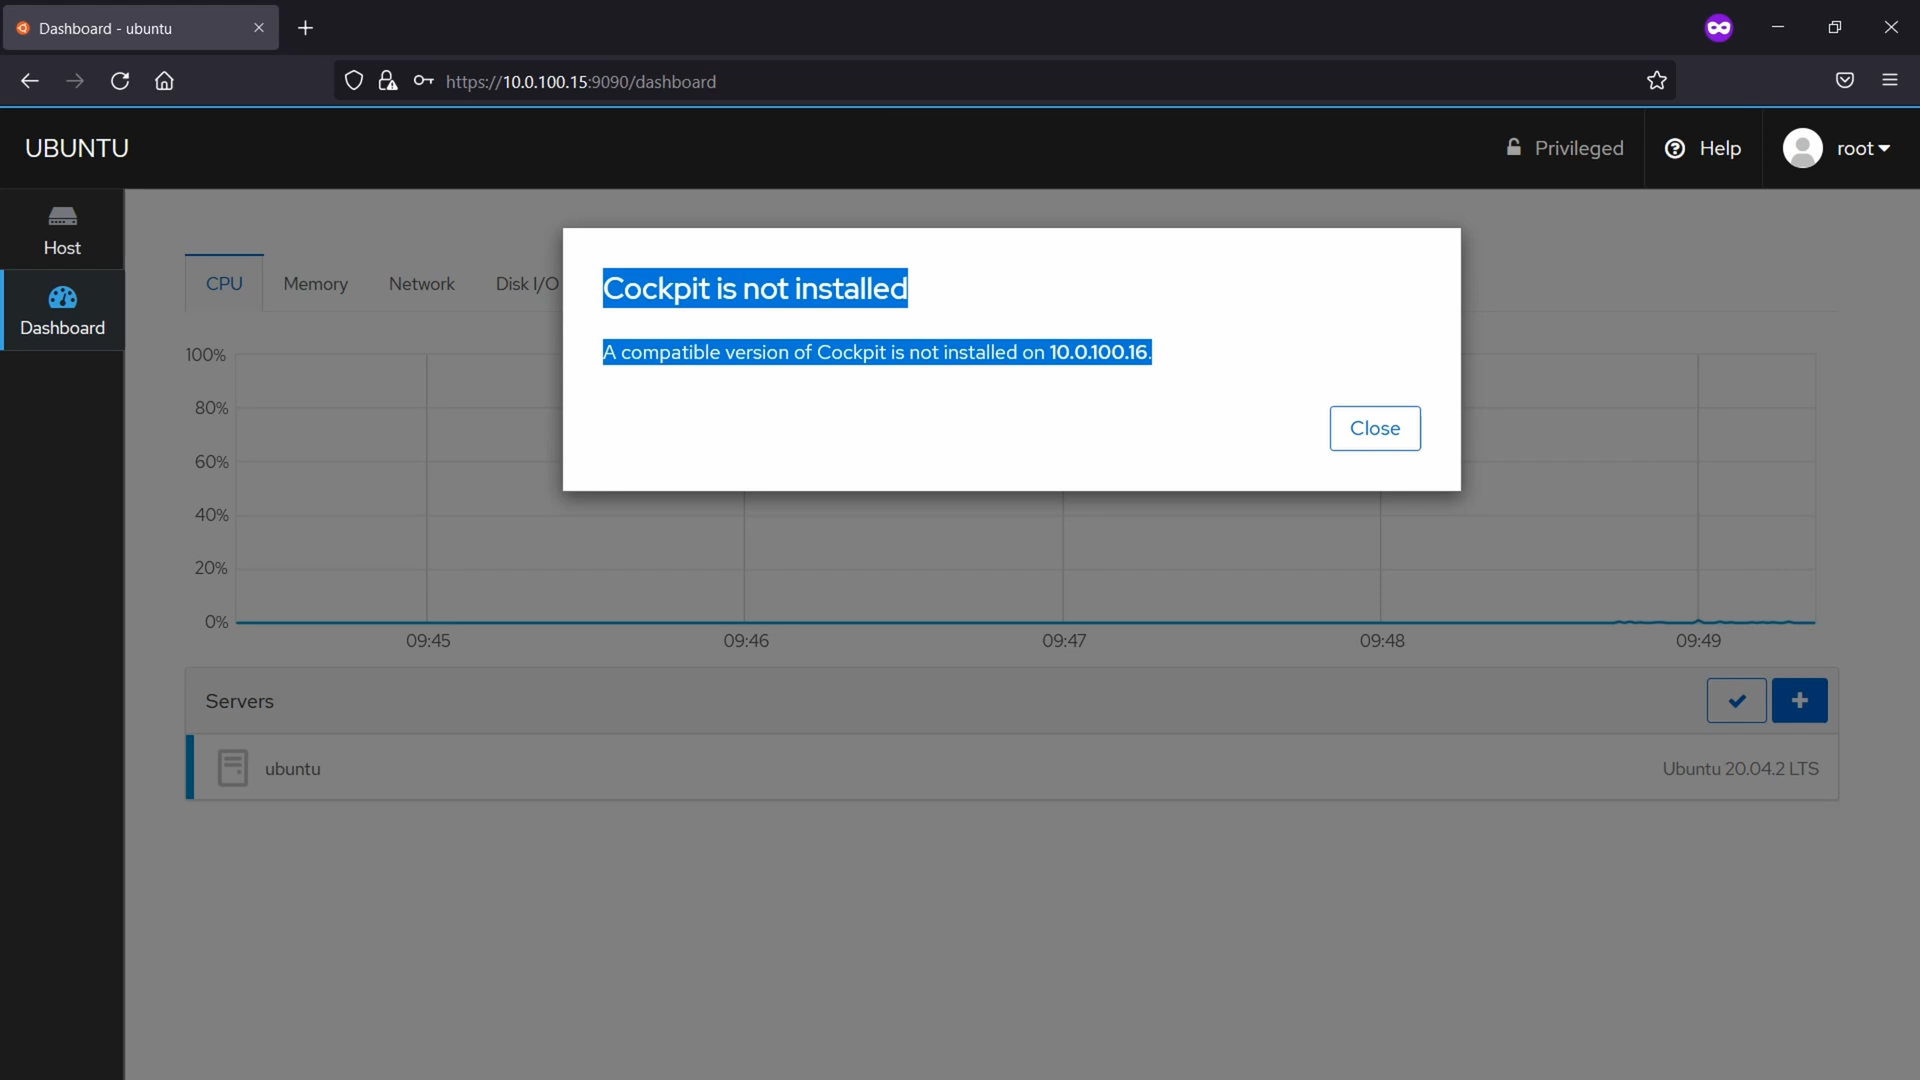 Dashboard - ubuntu
https://10.0.100.15:9090/dashboard
UBUNTU
Privileged
Help
root
Host
Dashboard
CPU Memory Network Disk I/O
Cockpit is not installed
A compatible version of Cockpit is not installed on 10.0.100.16.
Close
100%
80%
60%
40%
20%
0%
09:45 09:46 09:47 09:48 09:49
Servers
ubuntu Ubuntu 20.04.2 LTS